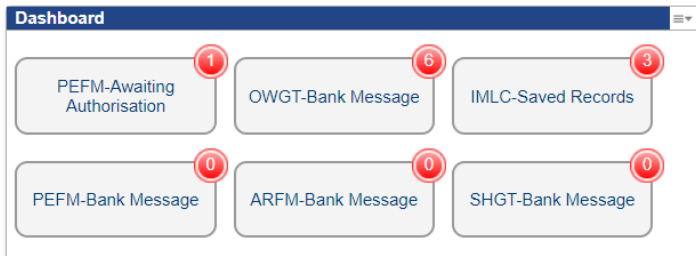 Dashboard
1
PEFM-Awaiting
Authorisation
6
OWGT-Bank Message
3
IMLC-Saved Records
0
PEFM-Bank Message
0
ARFM-Bank Message
0
SHGT-Bank Message